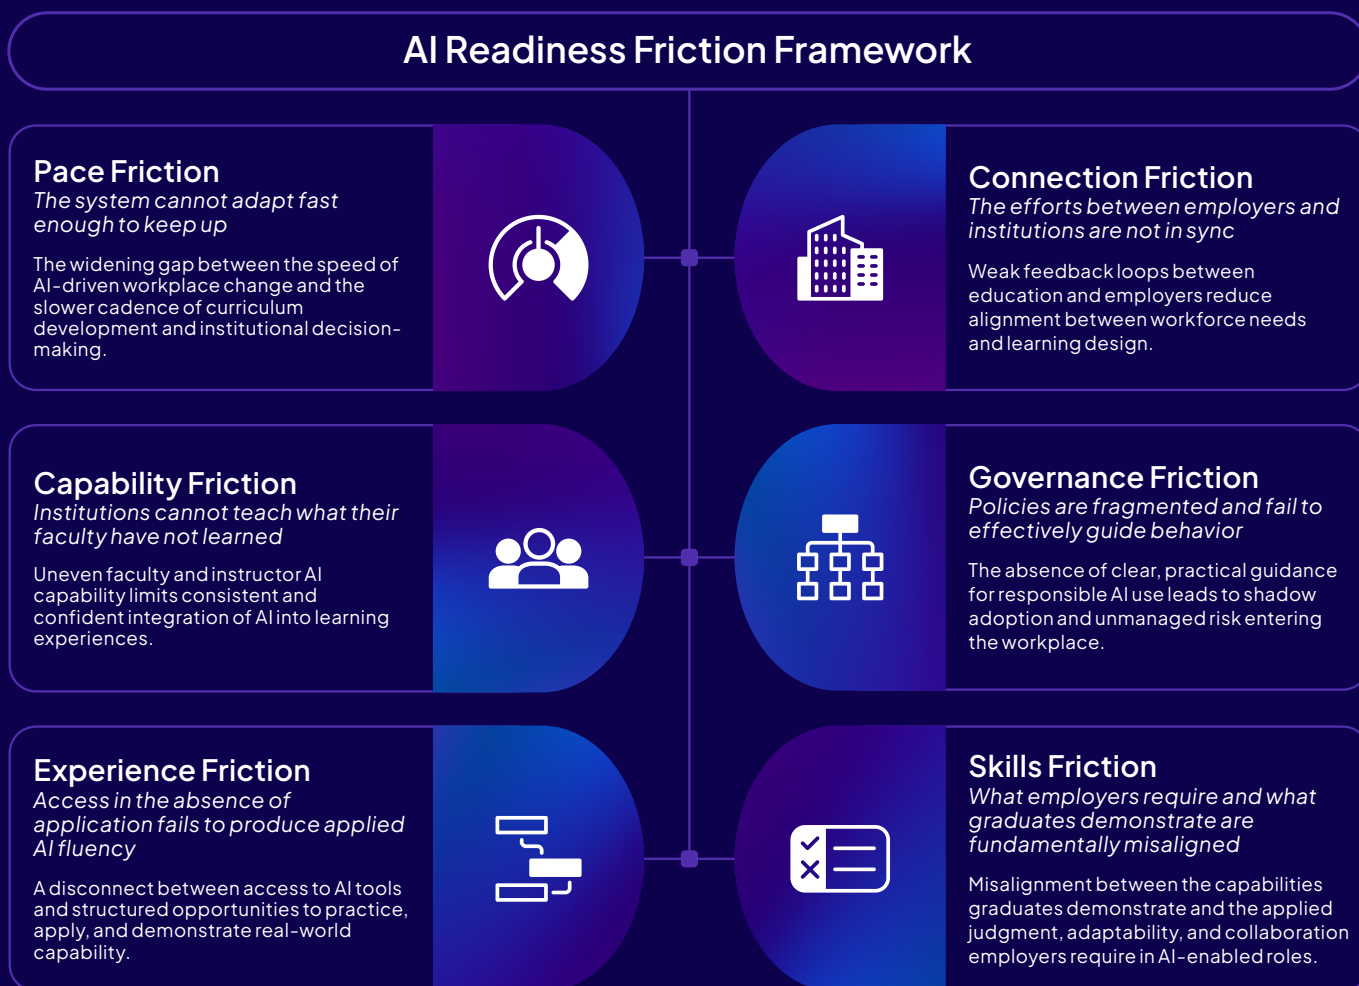 AI Readiness Friction Framework
Pace Friction
The system cannot adapt fast
enough to keep up
The widening gap between the speed of
AI-driven workplace change and the
slower cadence of curriculum
development and institutional decision-
making.
Connection Friction
The efforts between employers and
institutions are not in sync
Weak feedback loops between
education and employers reduce
alignment between workforce needs
and learning design.
Capability Friction
Institutions cannot teach what their
faculty have not learned
Uneven faculty and instructor AI
capability limits consistent and
confident integration of AI into learning
experiences.
Governance Friction
Policies are fragmented and fail to
effectively guide behavior
The absence of clear, practical guidance
for responsible AI use leads to shadow
adoption and unmanaged risk entering
the workplace.
Experience Friction
Access in the absence of
application fails to produce applied
AI fluency
A disconnect between access to AI tools
and structured opportunities to practice,
apply, and demonstrate real-world
capability.
Skills Friction
What employers require and what
graduates demonstrate are
fundamentally misaligned
Misalignment between the capabilities
graduates demonstrate and the applied
judgment, adaptability, and collaboration
employers require in AI-enabled roles.